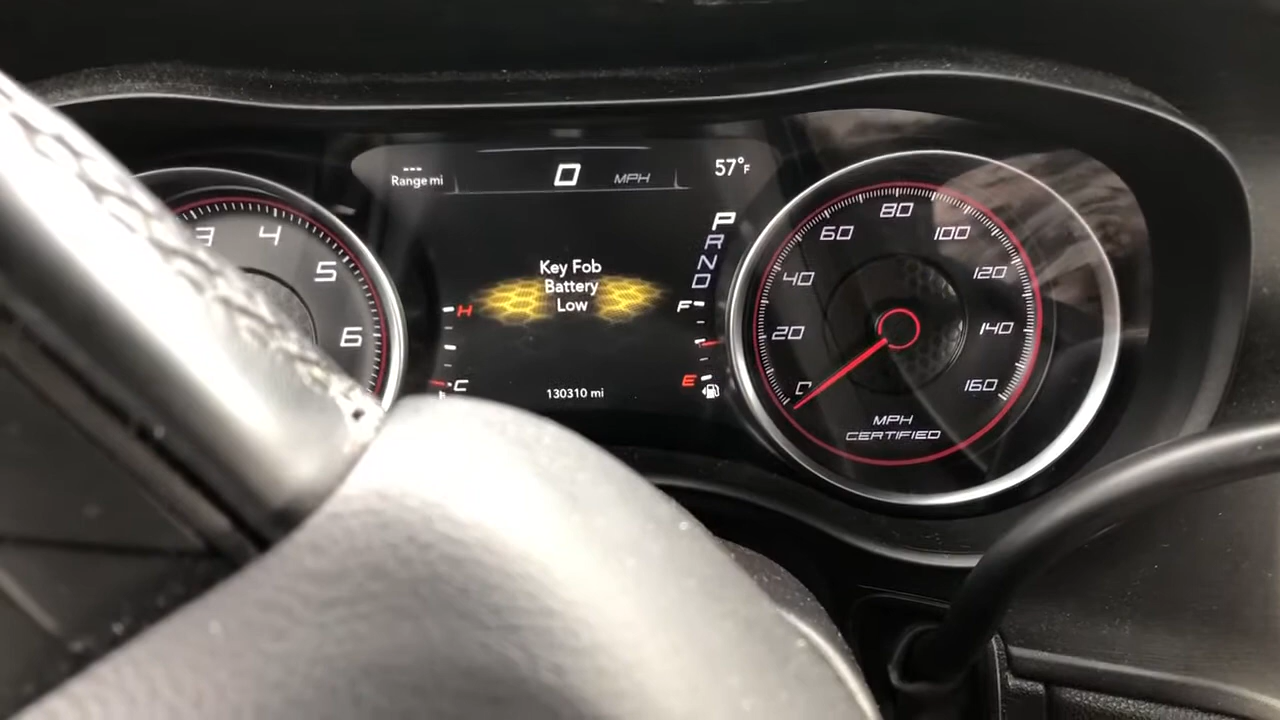 ---
Range mi
0 MPH
57°F
3
4
5
6
P
R
N
D
Key Fob
Battery
Low
H
C
F
E
130310 mi
0
20
40
60
80
100
120
140
160
MPH
CERTIFIED